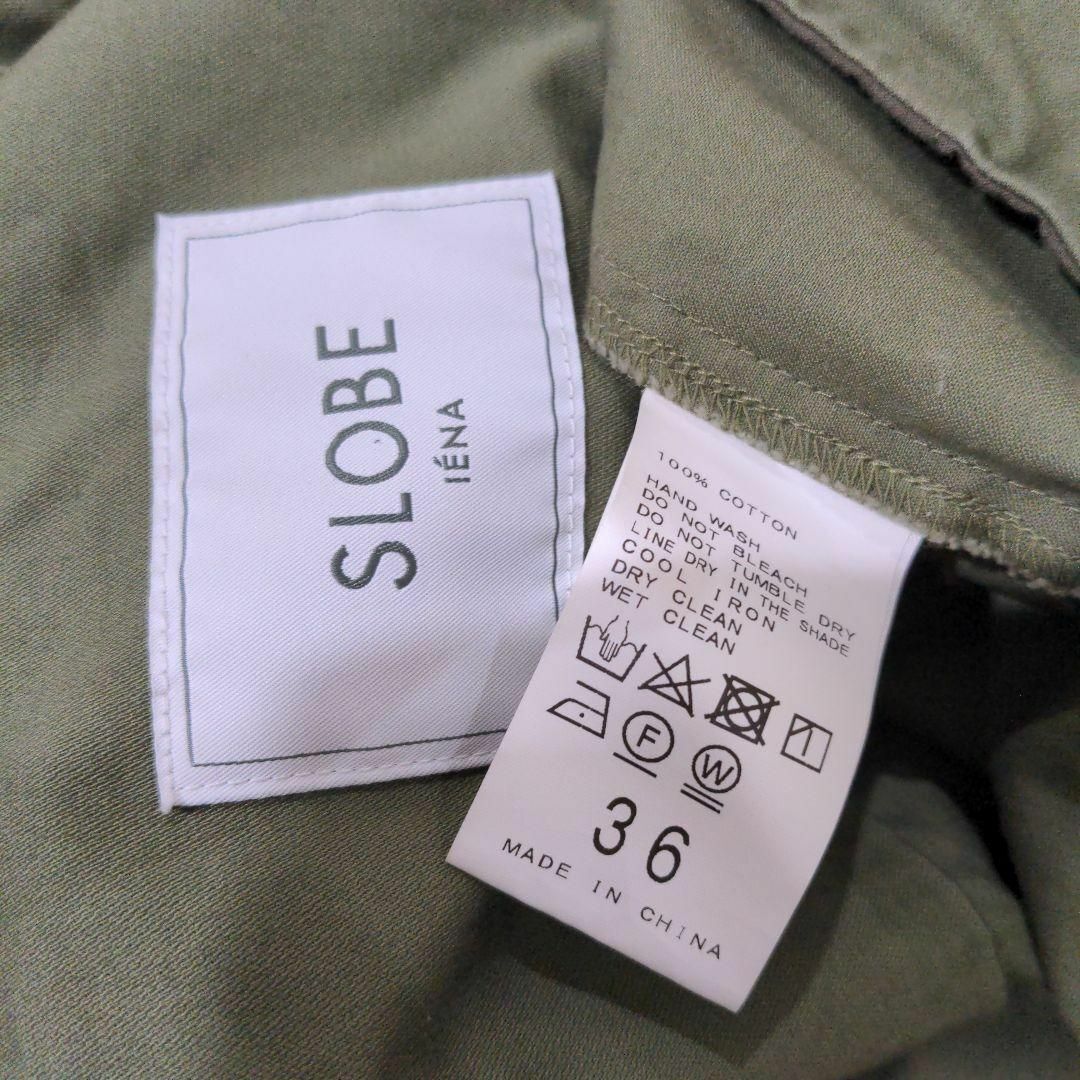 SLOBE
IÉNA
100% COTTON
HAND WASH
DO NOT BLEACH
DO NOT TUMBLE DRY
LINE DRY IN THE SHADE
COOL IRON
DRY CLEAN
WET CLEAN
F
W
36
MADE IN CHINA